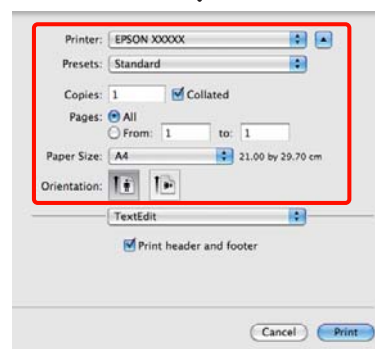 Printer: EPSON XXXXX
Presets: Standard
Copies: 1 Collated
Pages: All
From: 1 to: 1
Paper Size: A4 21.00 by 29.70 cm
Orientation:
TextEdit
Print header and footer
Cancel Print